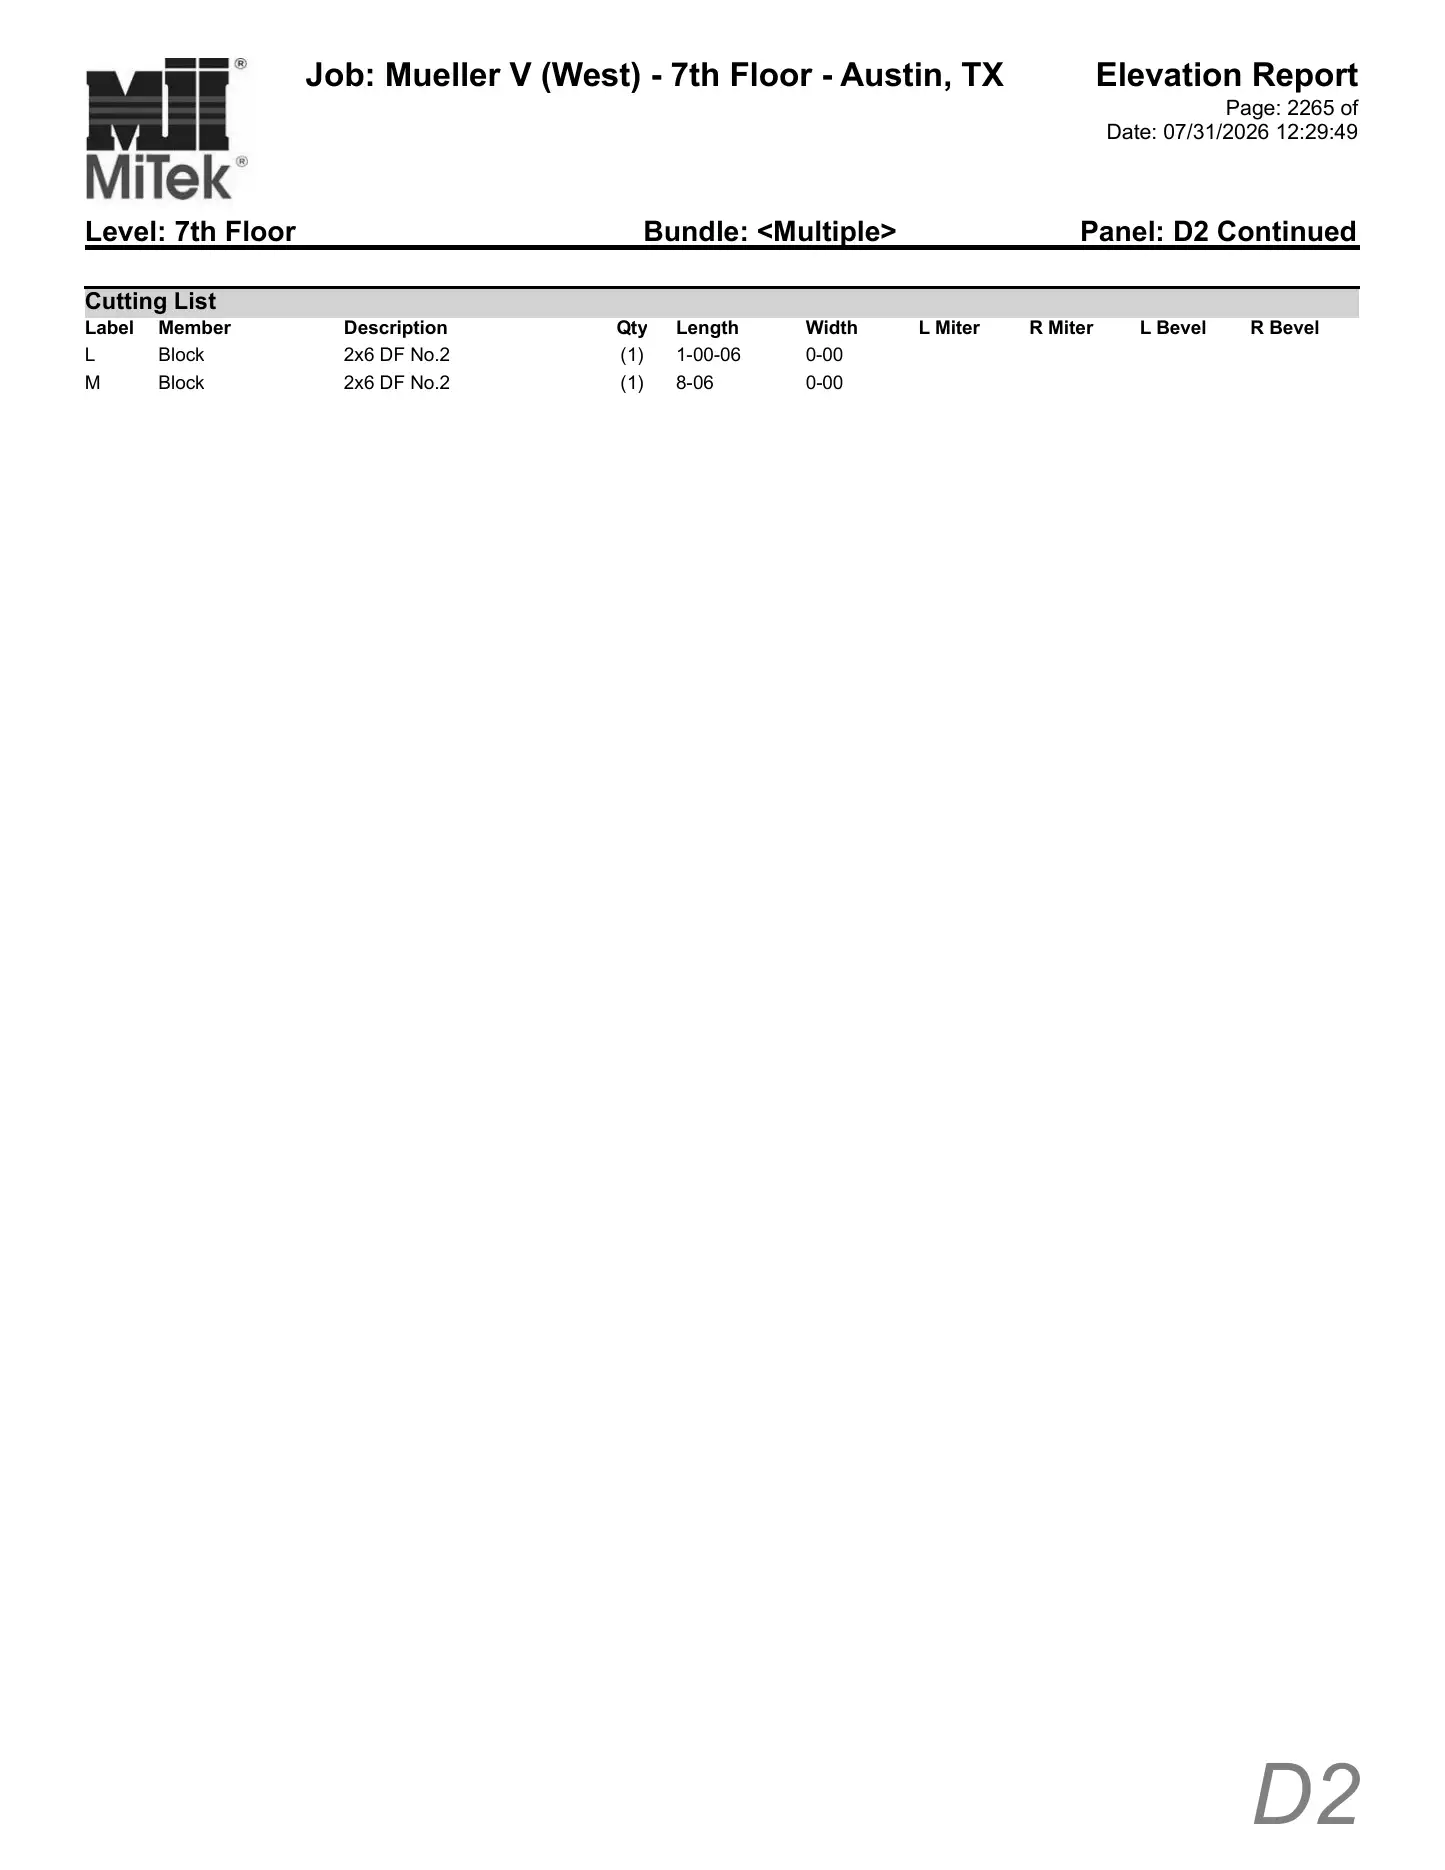 MiTek®
Job: Mueller V (West) - 7th Floor - Austin, TX
Elevation Report
Page: 2265 of
Date: 07/31/2026 12:29:49
Level: 7th Floor Bundle: <Multiple> Panel: D2 Continued
Cutting List
Label Member Description Qty Length Width L Miter R Miter L Bevel R Bevel
L Block 2x6 DF No.2 (1) 1-00-06 0-00
M Block 2x6 DF No.2 (1) 8-06 0-00
D2